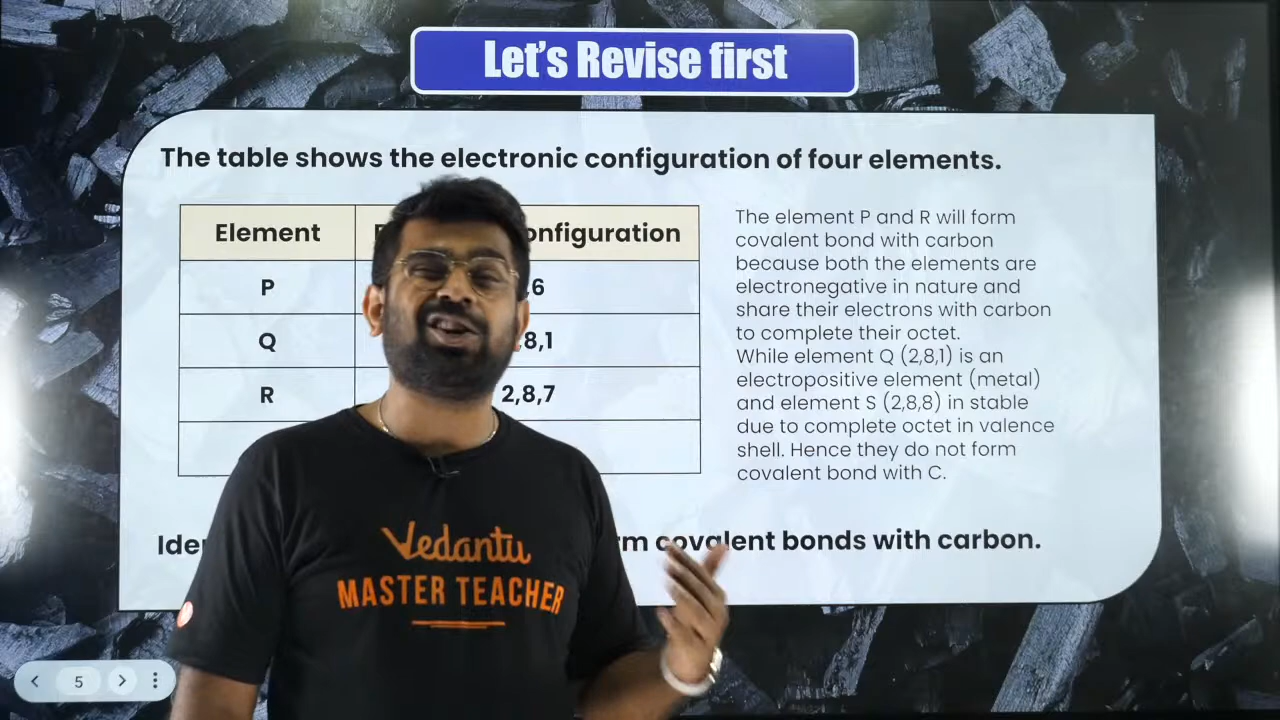 Let's Revise first
The table shows the electronic configuration of four elements.
Element
onfiguration
P
,6
Q
,8,1
R
2,8,7
The element P and R will form
covalent bond with carbon
because both the elements are
electronegative in nature and
share their electrons with carbon
to complete their octet.
While element Q (2,8,1) is an
electropositive element (metal)
and element S (2,8,8) in stable
due to complete octet in valence
shell. Hence they do not form
covalent bond with C.
covalent bonds with carbon.
Vedantu
MASTER TEACHER
5